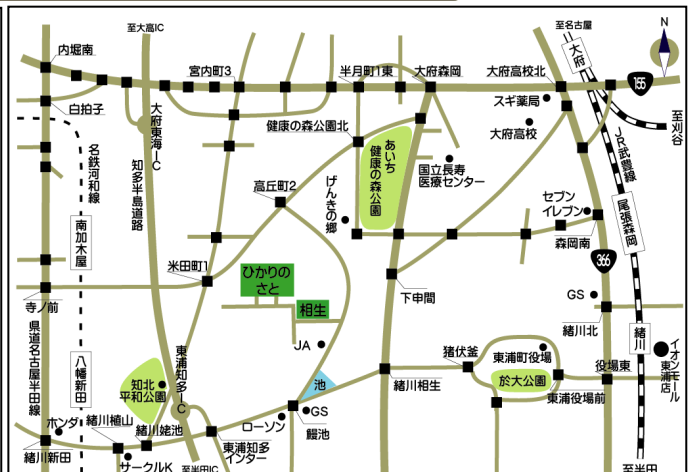 至大高IC
至名古屋
N
内堀南
宮内町3
半月町1東
大府森岡
大府高校北
大府
155
白拍子
スギ薬局
大府高校
至刈谷
大府東海IC
健康の森公園北
あいち
健康の森公園
国立長寿
医療センター
JR武豊線
名鉄河和線
知多半島道路
高丘町2
げんきの郷
セブン
イレブン
尾張森岡
南加木屋
森岡南
米田町1
ひかりの
さと
366
寺ノ前
相生
下申間
GS
緒川北
県道名古屋半田線
JA
猪伏釜
東浦町役場
緒川
イオンモール
東浦店
八幡新田
東浦知多IC
知北
平和公園
池
緒川相生
於大公園
役場東
東浦役場前
ホンダ
緒川植山
緒川姥池
ローソン
GS
鰻池
緒川新田
サークルK
至半田IC
東浦知多
インター
至半田